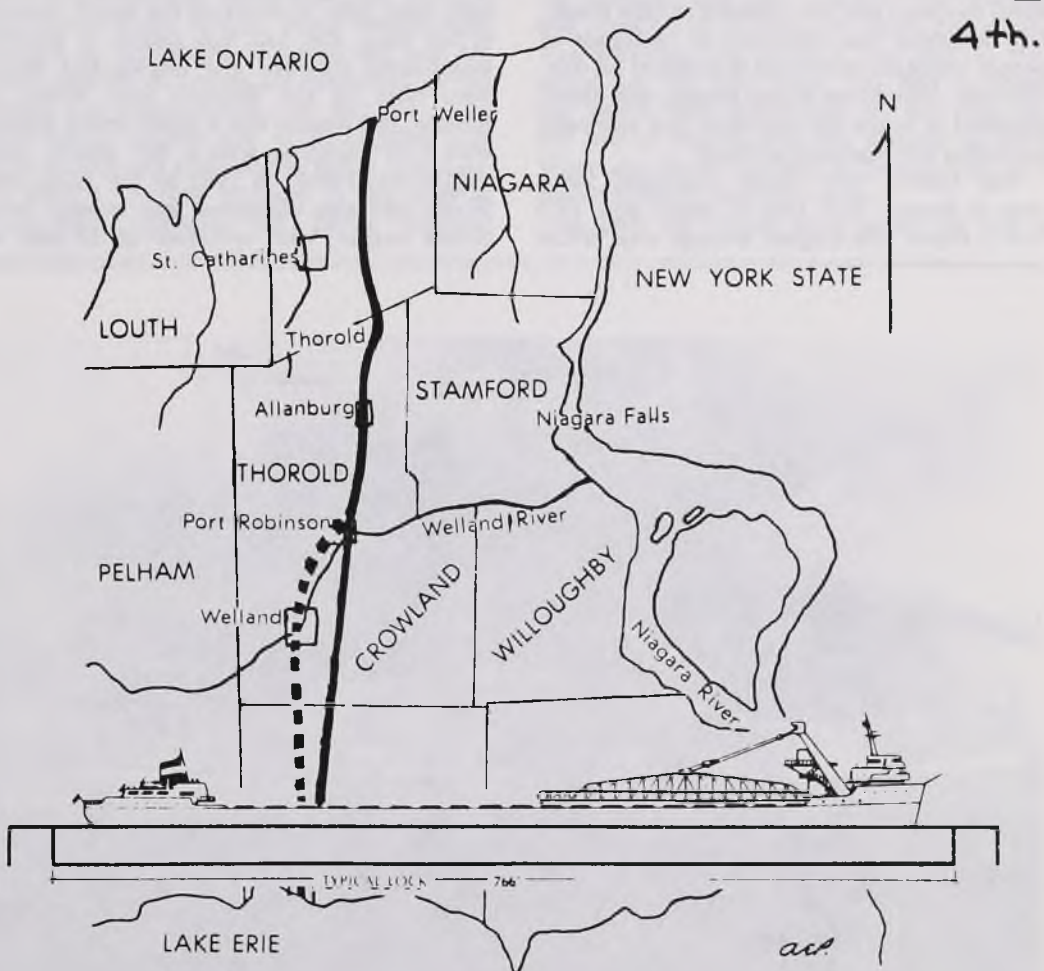 4th.
LAKE ONTARIO
N
Port Weller
NIAGARA
St. Catharines
NEW YORK STATE
LOUTH
Thorold
STAMFORD
Allanburg
Niagara Falls
THOROLD
Port Robinson
Welland River
PELHAM
CROWLAND
WILLOUGHBY
Welland
Niagara River
TYPICAL LOCK 766
LAKE ERIE